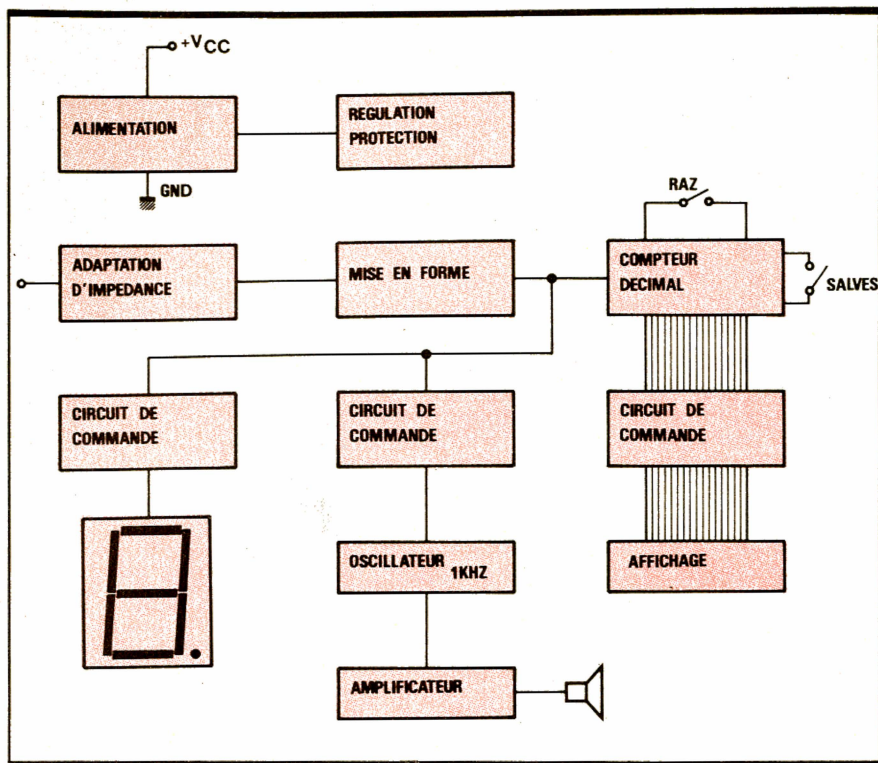 +VCC
ALIMENTATION
REGULATION
PROTECTION
GND
RAZ
ADAPTATION
D'IMPEDANCE
MISE EN FORME
COMPTEUR
DECIMAL
SALVES
CIRCUIT DE
COMMANDE
CIRCUIT DE
COMMANDE
CIRCUIT DE
COMMANDE
OSCILLATEUR 1KHZ
AFFICHAGE
AMPLIFICATEUR